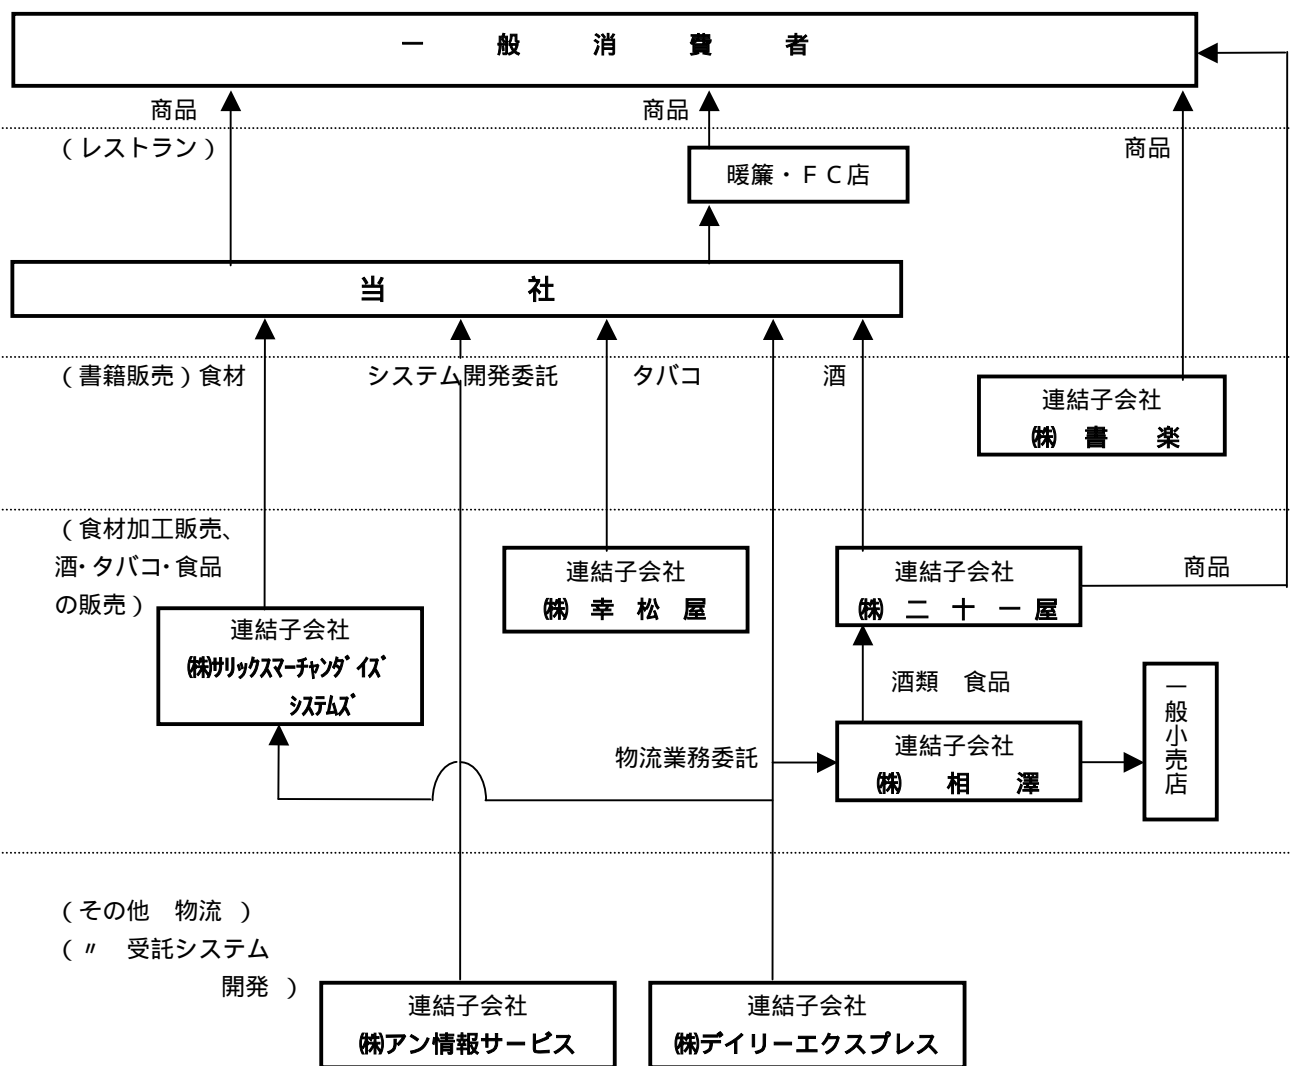 一般消費者
商品
商品
(レストラン)
商品
暖簾・FC店
当社
(書籍販売)食材
システム開発委託
タバコ
酒
連結子会社
㈱書楽
(食材加工販売、
酒・タバコ・食品
の販売)
連結子会社
㈱幸松屋
連結子会社
㈱二十一屋
商品
連結子会社
㈱サリックスマーチャンダイズ
システムズ
酒類 食品
一般小売店
物流業務委託
連結子会社
㈱相澤
(その他 物流 )
(〃 受託システム
開発 )
連結子会社
㈱アン情報サービス
連結子会社
㈱デイリーエクスプレス